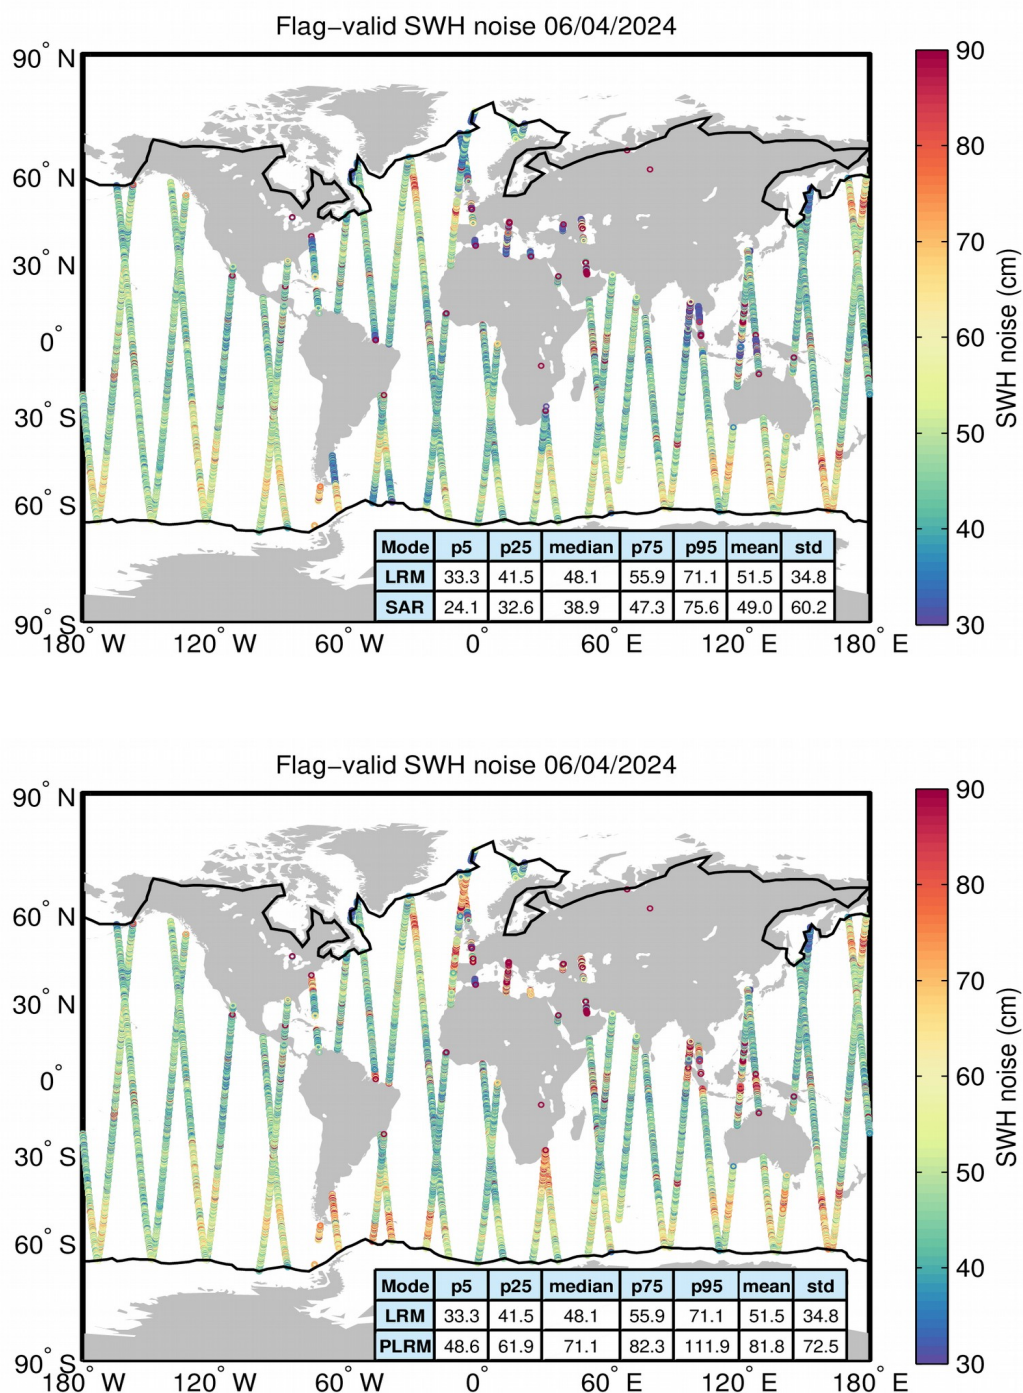 Flag−valid SWH noise 06/04/2024
90° N
60° N
30° N
0°
30° S
60° S
90° S
180° W 120° W 60° W 0° 60° E 120° E 180° E
Mode p5 p25 median p75 p95 mean std
LRM 33.3 41.5 48.1 55.9 71.1 51.5 34.8
SAR 24.1 32.6 38.9 47.3 75.6 49.0 60.2
90
80
70
60
50
40
30
SWH noise (cm)
Flag−valid SWH noise 06/04/2024
90° N
60° N
30° N
0°
30° S
60° S
90° S
180° W 120° W 60° W 0° 60° E 120° E 180° E
Mode p5 p25 median p75 p95 mean std
LRM 33.3 41.5 48.1 55.9 71.1 51.5 34.8
PLRM 48.6 61.9 71.1 82.3 111.9 81.8 72.5
90
80
70
60
50
40
30
SWH noise (cm)